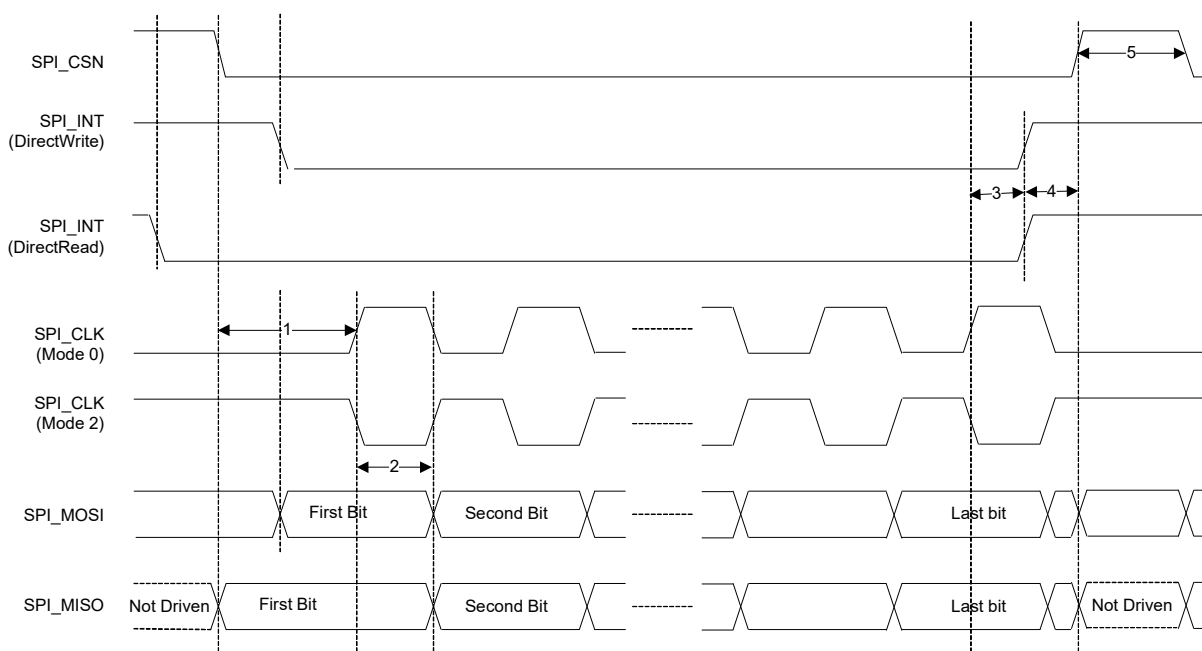 SPI_CSN
5
SPI_INT
(DirectWrite)
3
4
SPI_INT
(DirectRead)
SPI_CLK
(Mode 0)
1
SPI_CLK
(Mode 2)
2
SPI_MOSI
First Bit
Second Bit
Last bit
SPI_MISO
Not Driven
First Bit
Second Bit
Last bit
Not Driven